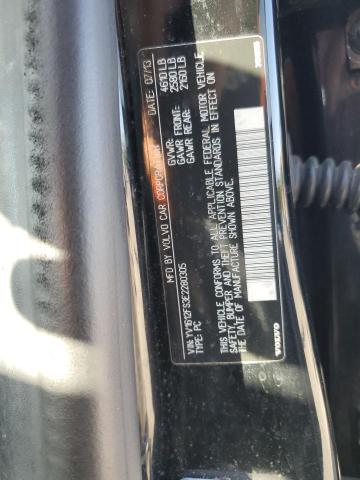 MFD BY VOLVO CAR CORPORATION DATE: 07/13
GVWR: 4610 LB
GAWR FRONT: 2580 LB
GAWR REAR: 2160 LB
VIN: YV1612FS3E2280305
TYPE: PC
THIS VEHICLE CONFORMS TO ALL APPLICABLE FEDERAL MOTOR VEHICLE
SAFETY, BUMPER AND THEFT PREVENTION STANDARDS IN EFFECT ON
THE DATE OF MANUFACTURE SHOWN ABOVE.
VOLVO